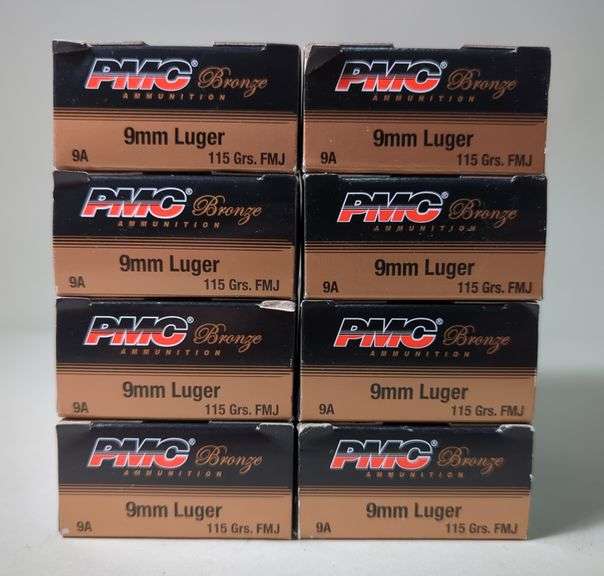 PMC® Bronze
AMMUNITION
9mm Luger
9A 115 Grs. FMJ
PMC® Bronze
AMMUNITION
9mm Luger
9A 115 Grs. FMJ
PMC® Bronze
AMMUNITION
9mm Luger
9A 115 Grs. FMJ
PMC® Bronze
AMMUNITION
9mm Luger
9A 115 Grs. FMJ
PMC® Bronze
AMMUNITION
9mm Luger
9A 115 Grs. FMJ
PMC® Bronze
AMMUNITION
9mm Luger
9A 115 Grs. FMJ
PMC® Bronze
AMMUNITION
9mm Luger
9A 115 Grs. FMJ
PMC® Bronze
AMMUNITION
9mm Luger
9A 115 Grs. FMJ